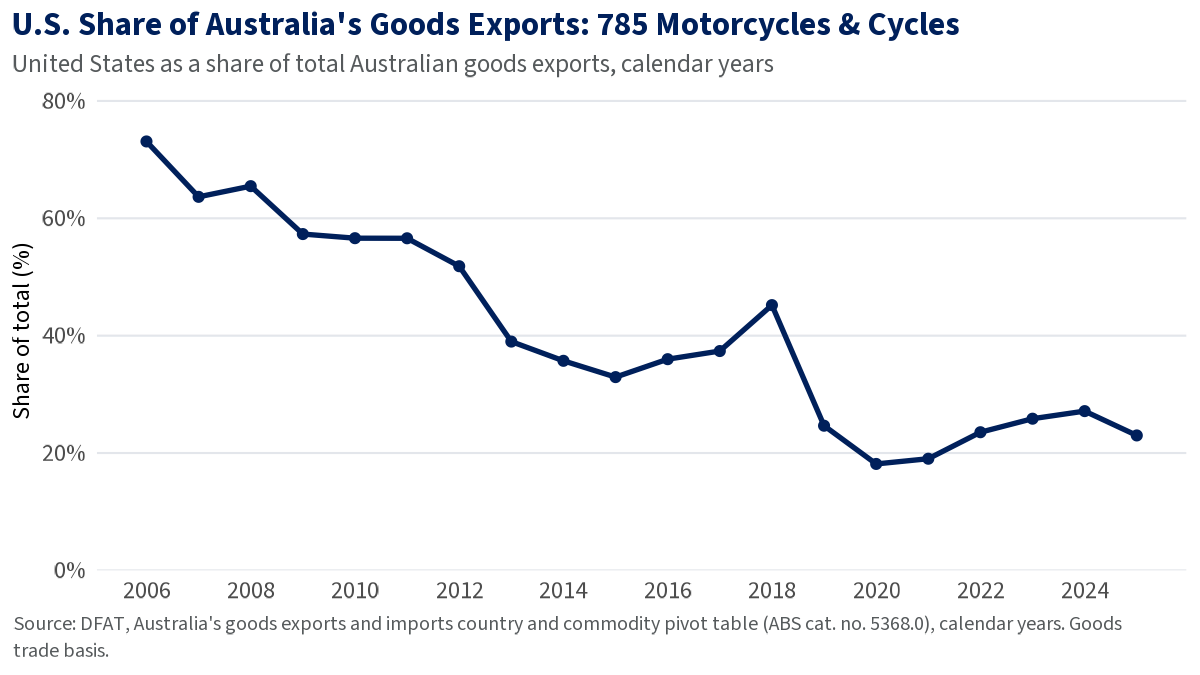 U.S. Share of Australia's Goods Exports: 785 Motorcycles & Cycles
United States as a share of total Australian goods exports, calendar years
80%
60%
40%
20%
0%
Share of total (%)
2006 2008 2010 2012 2014 2016 2018 2020 2022 2024
Source: DFAT, Australia's goods exports and imports country and commodity pivot table (ABS cat. no. 5368.0), calendar years. Goods
trade basis.